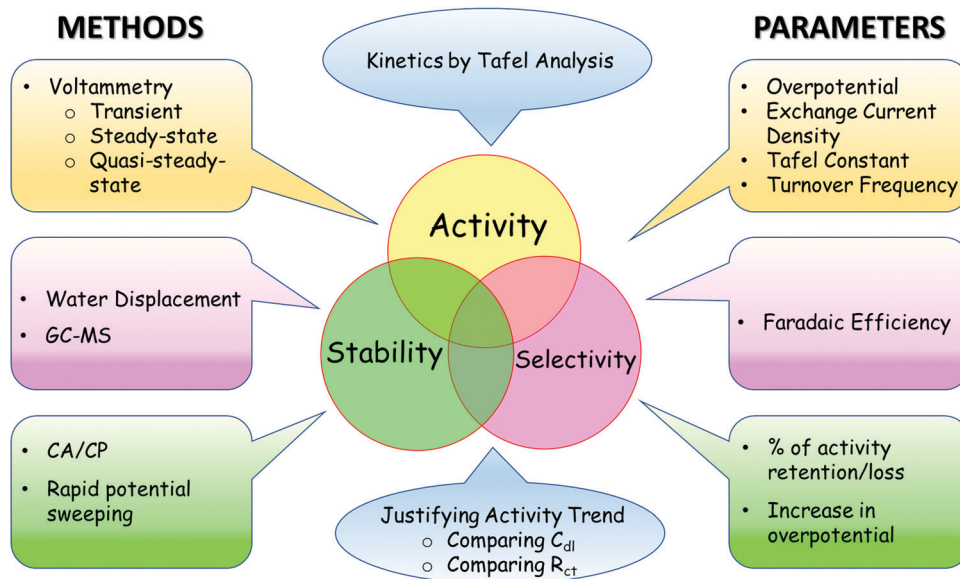 METHODS
• Voltammetry
o Transient
o Steady-state
o Quasi-steady-
state
• Water Displacement
• GC-MS
• CA/CP
• Rapid potential
sweeping
Kinetics by Tafel Analysis
Activity
Stability
Selectivity
Justifying Activity Trend
o Comparing Cdl
o Comparing Rct
PARAMETERS
• Overpotential
• Exchange Current
Density
• Tafel Constant
• Turnover Frequency
• Faradaic Efficiency
• % of activity
retention/loss
• Increase in
overpotential